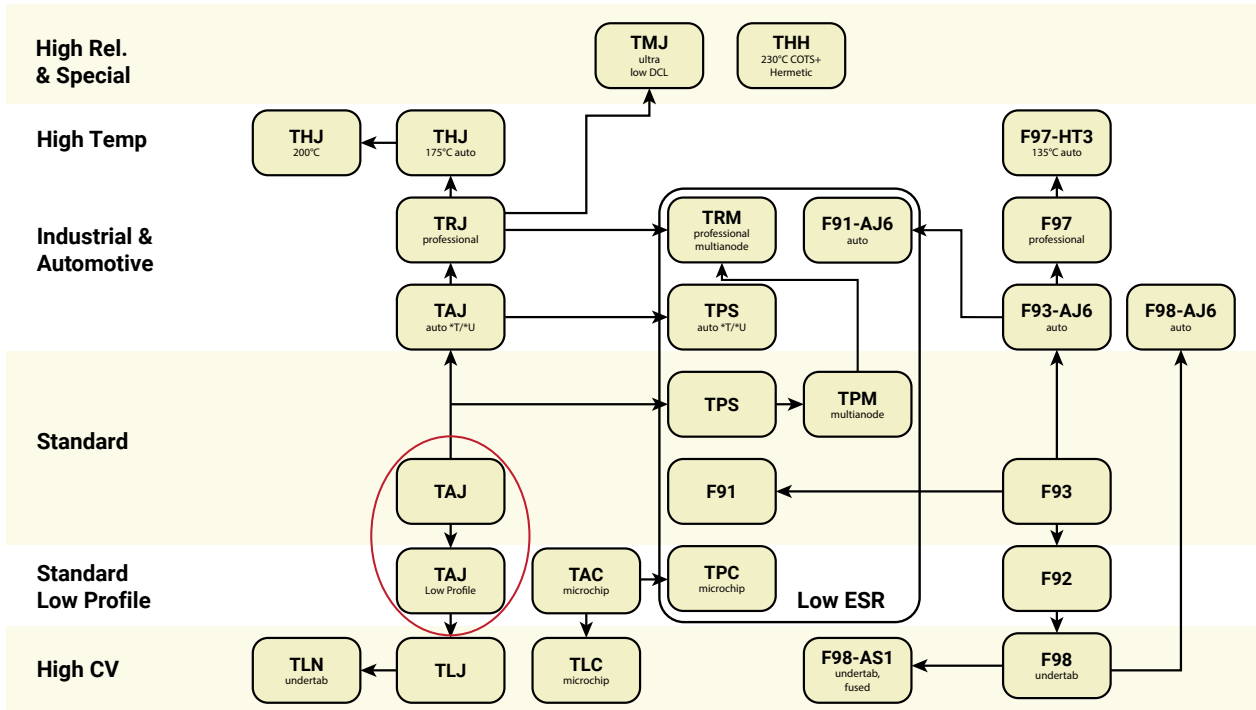 High Rel.
& Special
TMJ
ultra
low DCL
THH
230°C COTS+
Hermetic
High Temp
THJ
200°C
THJ
175°C auto
F97-HT3
135°C auto
Industrial &
Automotive
TRJ
professional
TRM
professional
multianode
F91-AJ6
auto
F97
professional
TAJ
auto *T/*U
TPS
auto *T/*U
F93-AJ6
auto
F98-AJ6
auto
Standard
TPS
TPM
multianode
TAJ
F91
F93
Standard
Low Profile
TAJ
Low Profile
TAC
microchip
TPC
microchip
Low ESR
F92
High CV
TLN
undertab
TLJ
TLC
microchip
F98-AS1
undertab,
fused
F98
undertab